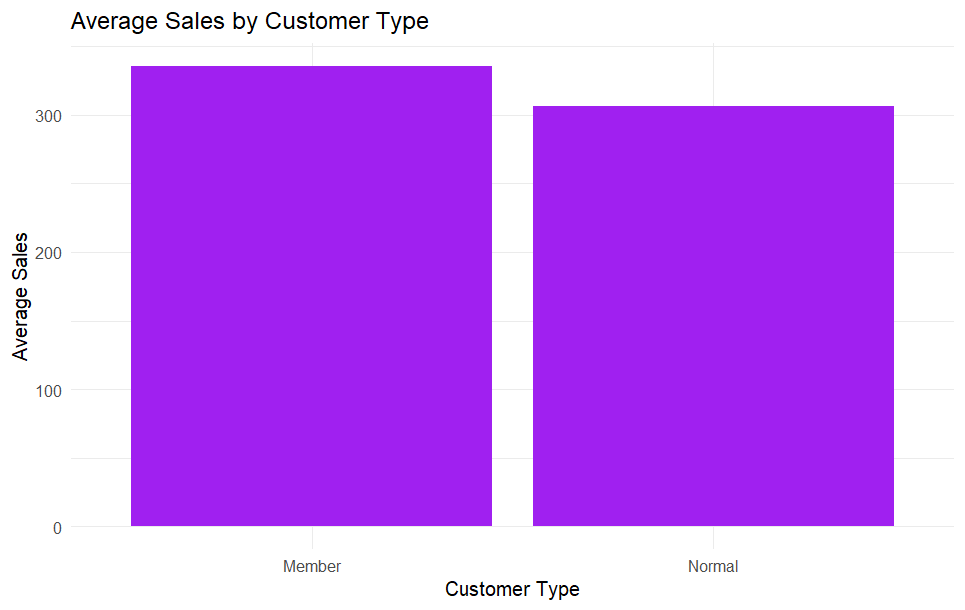 Average Sales by Customer Type
Average Sales
300
200
100
0
Member
Normal
Customer Type